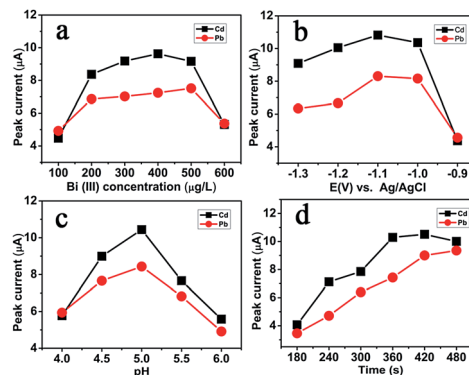 a
Cd
Pb
Peak current (μA)
12
10
8
6
4
100 200 300 400 500 600
Bi (III) concentration (μg/L)
b
Cd
Pb
Peak current (μA)
12
10
8
6
4
-1.3 -1.2 -1.1 -1.0 -0.9
E(V) vs. Ag/AgCl
c
Cd
Pb
Peak current (μA)
12
10
8
6
4
4.0 4.5 5.0 5.5 6.0
pH
d
Cd
Pb
Peak current (μA)
12
10
8
6
4
2
180 240 300 360 420 480
Time (s)